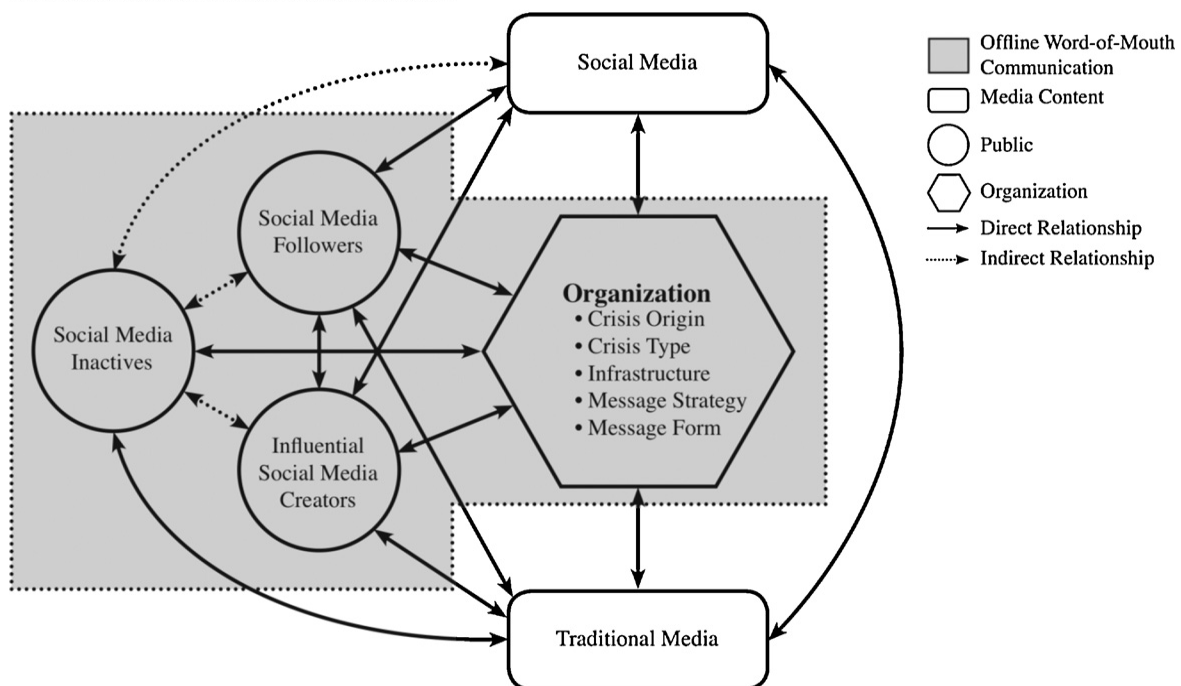 Social Media
Offline Word-of-Mouth
Communication
Media Content
Public
Organization
Direct Relationship
Indirect Relationship
Social Media
Followers
Social Media
Inactives
Influential
Social Media
Creators
Organization
• Crisis Origin
• Crisis Type
• Infrastructure
• Message Strategy
• Message Form
Traditional Media